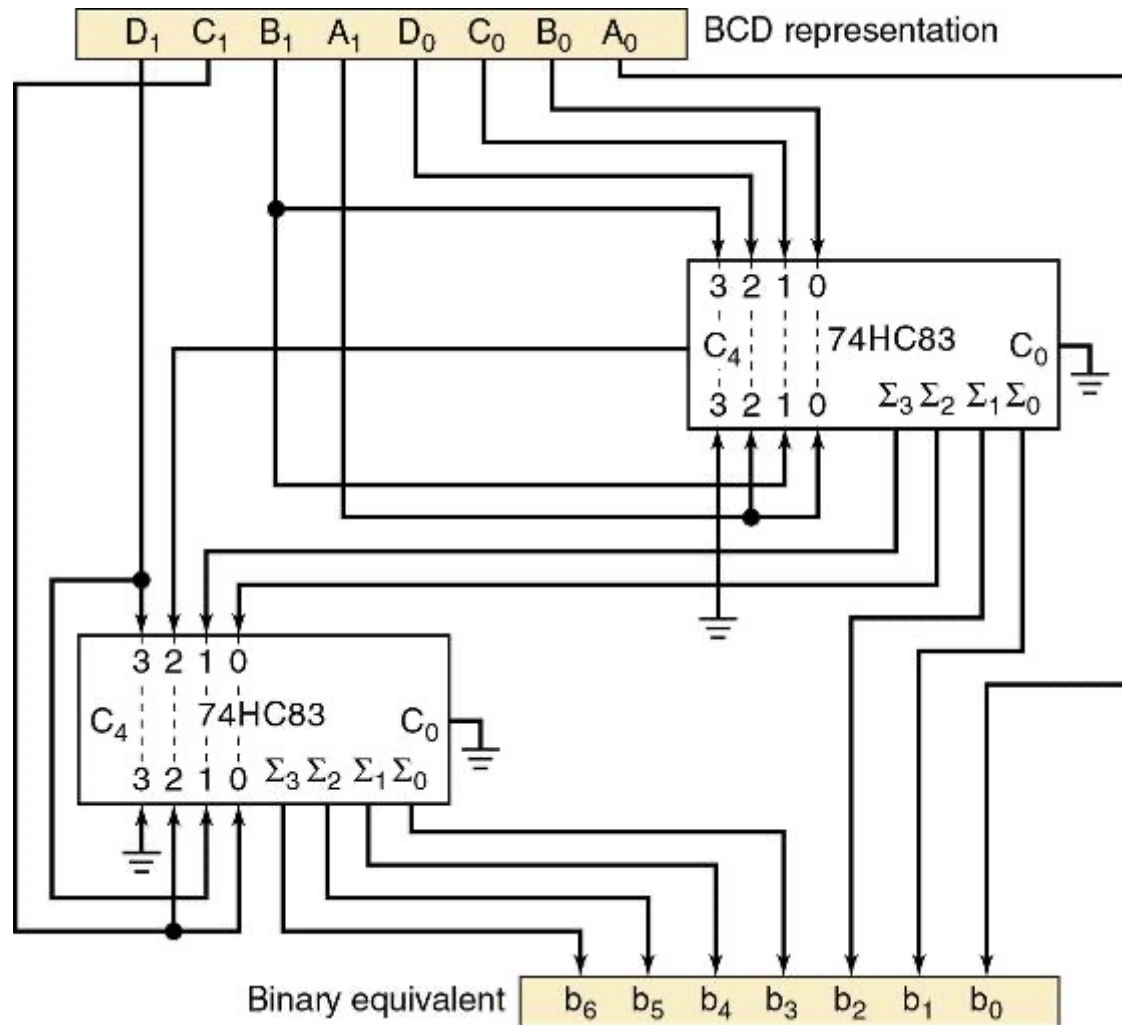 D₁ C₁ B₁ A₁ D₀ C₀ B₀ A₀ BCD representation
3 2 1 0
C₄ 74HC83 C₀
3 2 1 0 Σ₃ Σ₂ Σ₁ Σ₀
3 2 1 0
C₄ 74HC83 C₀
3 2 1 0 Σ₃ Σ₂ Σ₁ Σ₀
Binary equivalent b₆ b₅ b₄ b₃ b₂ b₁ b₀